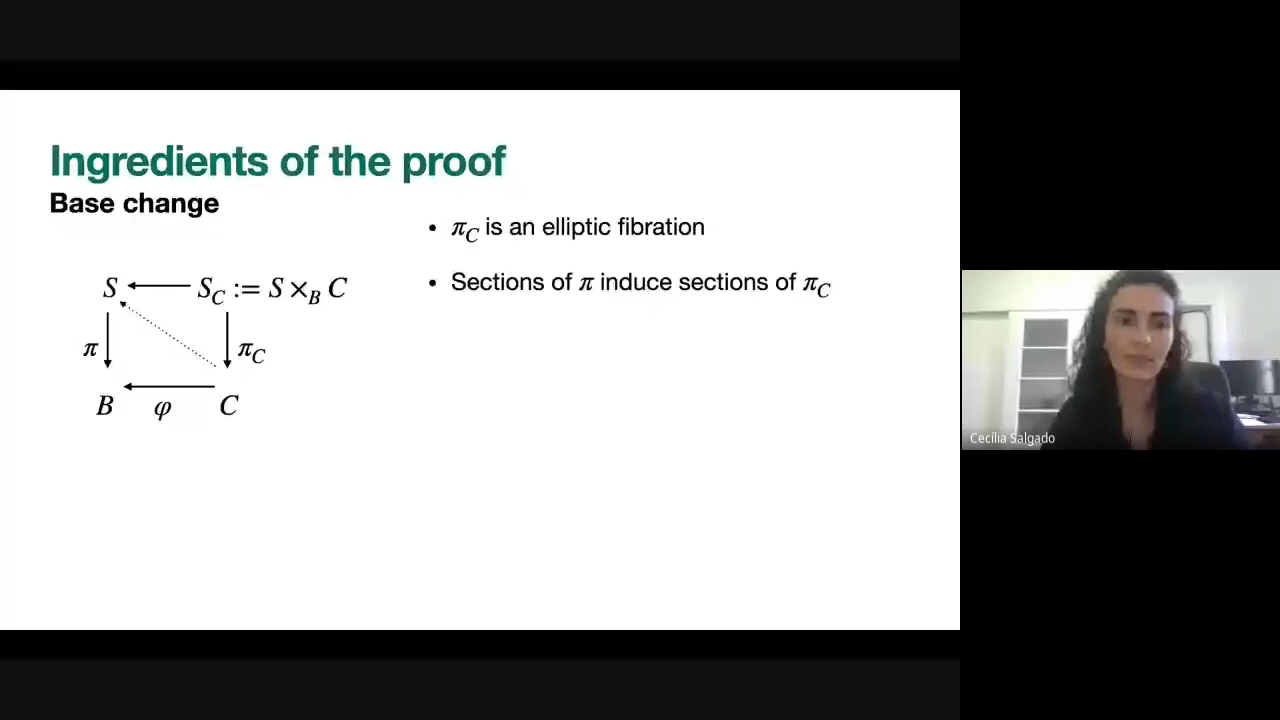 Ingredients of the proof
Base change
• π_C is an elliptic fibration
• Sections of π induce sections of π_C
S ← S_C := S ×_B C
π π_C
B φ C
Cecília Salgado